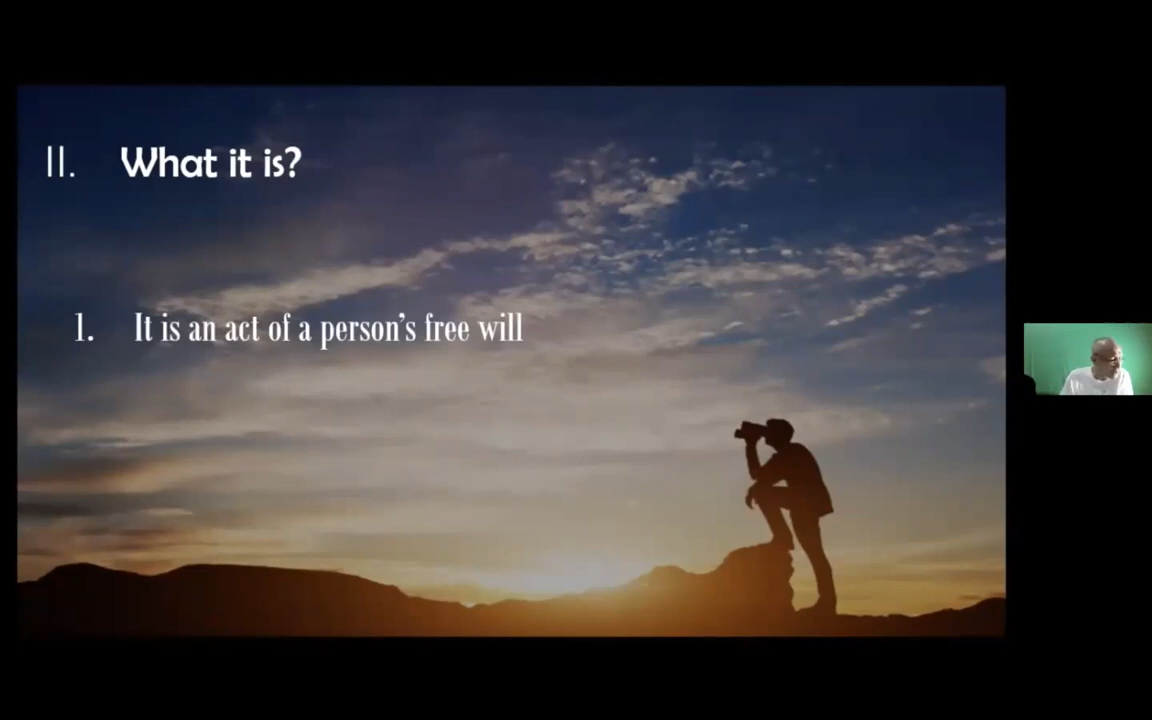 II. What it is?
1. It is an act of a person’s free will